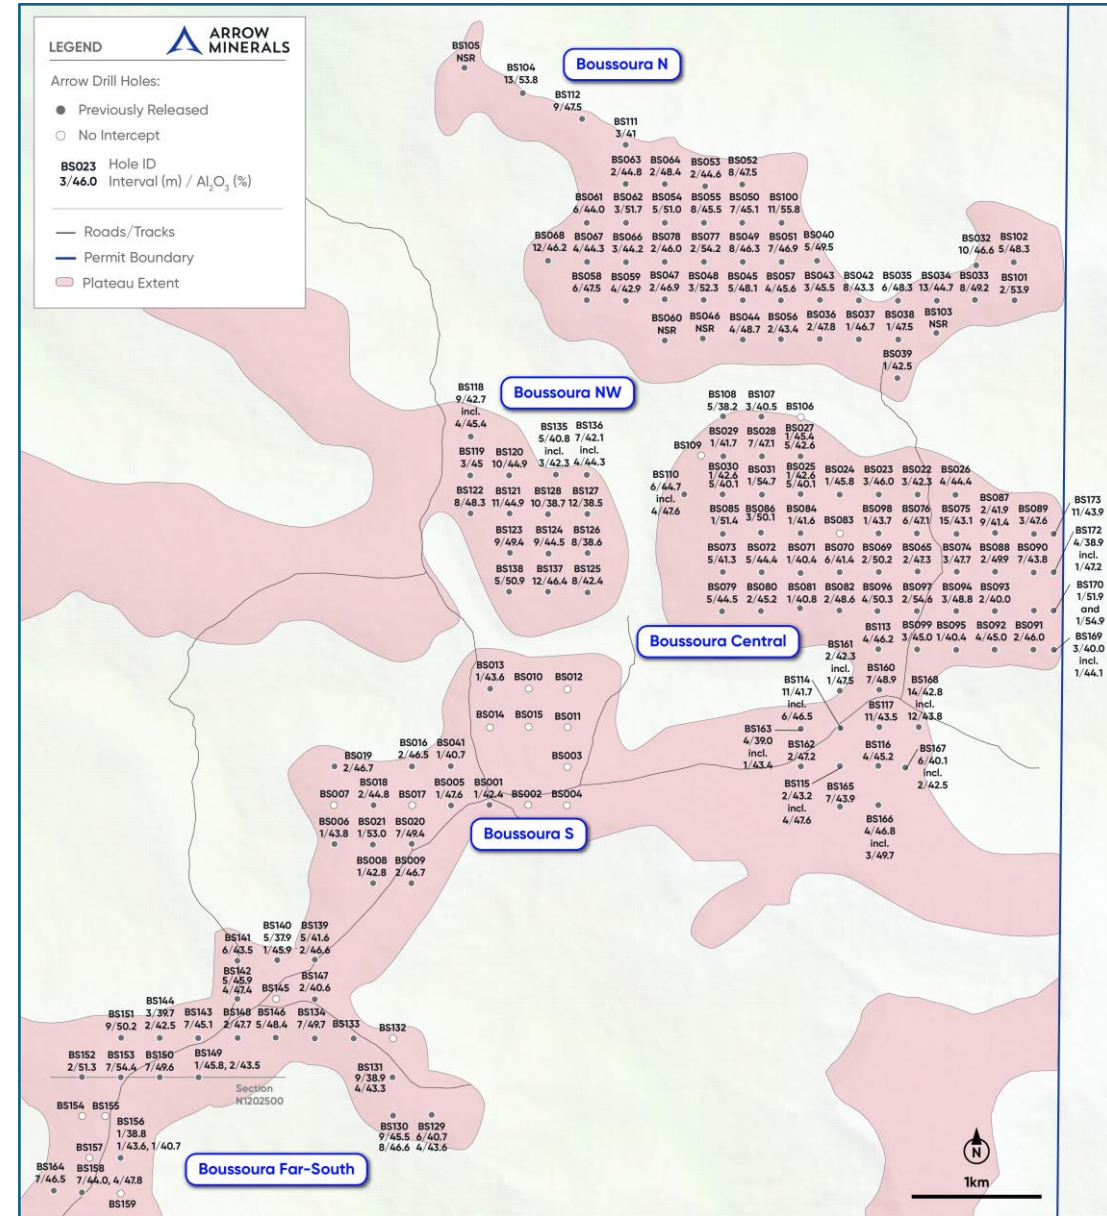 LEGEND
ARROW
MINERALS
Arrow Drill Holes:
Previously Released
No Intercept
BS023 Hole ID
3/46.0 Interval (m) / Al₂O₃ (%)
Roads/Tracks
Permit Boundary
Plateau Extent
BS105
NSR
BS104
13/53.8
Boussoura N
BS112
9/47.5
BS111
3/41
BS063 BS064 BS053 BS052
2/44.8 2/48.4 2/44.6 8/47.5
BS061 BS062 BS054 BS055 BS050 BS100
6/44.0 3/51.7 5/51.0 8/45.5 7/45.1 11/55.8
BS068 BS067 BS066 BS078 BS077 BS049 BS051 BS040
12/46.2 4/44.3 3/44.2 2/46.0 2/54.2 8/46.3 7/46.9 5/49.5
BS032 BS102
10/46.6 5/48.3
BS058 BS059 BS047 BS048 BS045 BS057 BS043 BS042 BS035 BS034 BS033 BS101
6/47.5 4/42.9 2/46.9 3/52.3 5/48.1 4/45.6 3/45.5 8/43.3 6/48.3 13/44.7 8/49.2 2/53.9
BS060 BS046 BS044 BS056 BS036 BS037 BS038 BS103
NSR NSR 4/48.7 2/43.4 2/47.8 1/46.7 1/47.5 NSR
BS039
1/42.5
Boussoura NW
BS118
9/42.7
incl.
4/45.4
BS135
5/40.8
incl.
3/42.3
BS136
7/42.1
incl.
4/44.3
BS119 BS120
3/45 10/44.9
BS122 BS121 BS128 BS127
8/48.3 11/44.9 10/38.7 12/38.5
BS123 BS124 BS126
9/49.4 9/44.5 8/38.6
BS138 BS137 BS125
5/50.9 12/46.4 8/42.4
BS108 BS107
5/38.2 3/40.5
BS106
BS109
BS029 BS028
1/41.7 7/47.1
BS027
1/45.4
5/42.6
BS110
6/44.7
incl.
4/47.6
BS030
1/42.6
5/40.1
BS031
1/54.7
BS025
1/42.6
5/40.1
BS024 BS023 BS022 BS026
1/45.8 3/46.0 3/42.3 4/44.4
BS085 BS086 BS084 BS083 BS098 BS076 BS075
1/51.4 3/50.1 1/41.6 1/43.7 6/47.1 15/43.1
BS087
2/41.9
9/41.4
BS089
3/47.6
BS173
11/43.9
BS172
4/38.9
incl.
1/47.2
BS073 BS072 BS071 BS070 BS069 BS065 BS074 BS088 BS090
5/41.3 5/44.4 1/40.4 6/41.4 2/50.2 2/47.3 3/47.7 2/49.9 7/43.8
BS170
1/51.9
and
1/54.9
BS079 BS080 BS081 BS082 BS096 BS097 BS094 BS093
5/44.5 2/45.2 1/40.8 2/48.6 4/50.3 2/54.6 3/48.8 2/40.0
BS113 BS099 BS095 BS092 BS091
4/46.2 3/45.0 1/40.4 4/45.0 2/46.0
BS169
3/40.0
incl.
1/44.1
Boussoura Central
BS161
2/42.3
incl.
1/47.5
BS160
7/48.9
BS114
11/41.7
incl.
6/46.5
BS117
11/43.5
BS168
14/42.8
incl.
12/43.8
BS163
4/39.0
incl.
1/43.4
BS162
2/47.2
BS116
4/45.2
BS167
6/40.1
incl.
2/42.5
BS115
2/43.2
incl.
4/47.6
BS165
7/43.9
BS166
4/46.8
incl.
3/49.7
BS013 BS010 BS012
1/43.6
BS014 BS015 BS011
BS003
BS019
2/46.7
BS016 BS041
2/46.5 1/40.7
BS007
BS018
2/44.8
BS017
BS005
1/47.6
BS001
1/42.4
BS002 BS004
BS006 BS021 BS020
1/43.8 1/53.0 7/49.4
Boussoura S
BS008 BS009
1/42.8 2/46.7
BS141
6/43.5
BS140
5/37.9
1/45.9
BS139
5/41.6
2/46.6
BS142
5/45.9
4/47.4
BS145
BS147
2/40.6
BS151
9/50.2
BS144
3/39.7
2/42.5
BS143 BS148 BS146 BS134 BS133 BS132
7/45.1 2/47.7 5/48.4 7/49.7
BS152 BS153 BS150 BS149
2/51.3 7/54.4 7/49.6 1/45.8, 2/43.5
Section
N1202500
BS131
9/38.9
4/43.3
BS130 BS129
9/45.5 6/40.7
8/46.6 4/43.6
BS154 BS155
BS156
1/38.8
1/43.6, 1/40.7
BS157
BS164
7/46.5
BS158
7/44.0, 4/47.8
BS159
Boussoura Far-South
N
1km